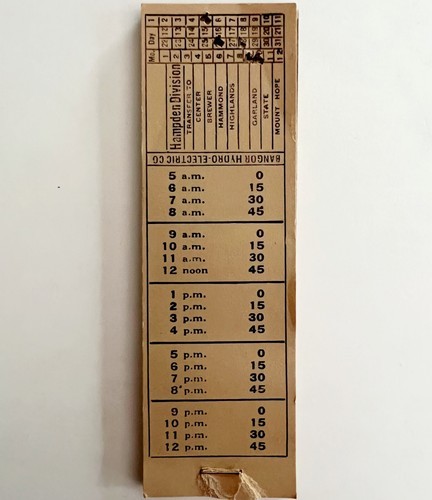 Mo. Day
1 2 3 4 5 6 7 8
11 12
Hampden Division
TRANSFER TO
CENTER
BREWER
HAMMOND
HIGHLANDS
GARLAND
STATE
MOUNT HOPE
BANGOR HYDRO-ELECTRIC CO
5 a.m. 0
6 a.m. 15
7 a.m. 30
8 a.m. 45
9 a.m. 0
10 a.m. 15
11 a.m. 30
12 noon 45
1 p.m. 0
2 p.m. 15
3 p.m. 30
4 p.m. 45
5 p.m. 0
6 p.m. 15
7 p.m. 30
8 p.m. 45
9 p.m. 0
10 p.m. 15
11 p.m. 30
12 p.m. 45